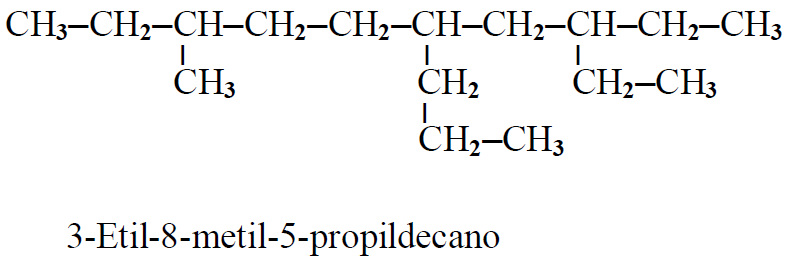 CH₃–CH₂–CH–CH₂–CH₂–CH–CH₂–CH–CH₂–CH₃
CH₃ CH₂ CH₂–CH₃
CH₂–CH₃
3-Etil-8-metil-5-propildecano